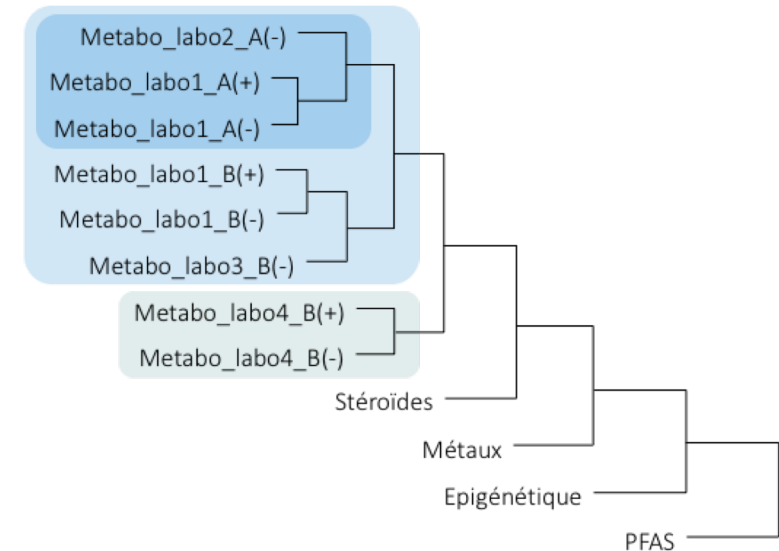 Metabo_labo2_A(-)
Metabo_labo1_A(+)
Metabo_labo1_A(-)
Metabo_labo1_B(+)
Metabo_labo1_B(-)
Metabo_labo3_B(-)
Metabo_labo4_B(+)
Metabo_labo4_B(-)
Stéroïdes
Métaux
Epigénétique
PFAS